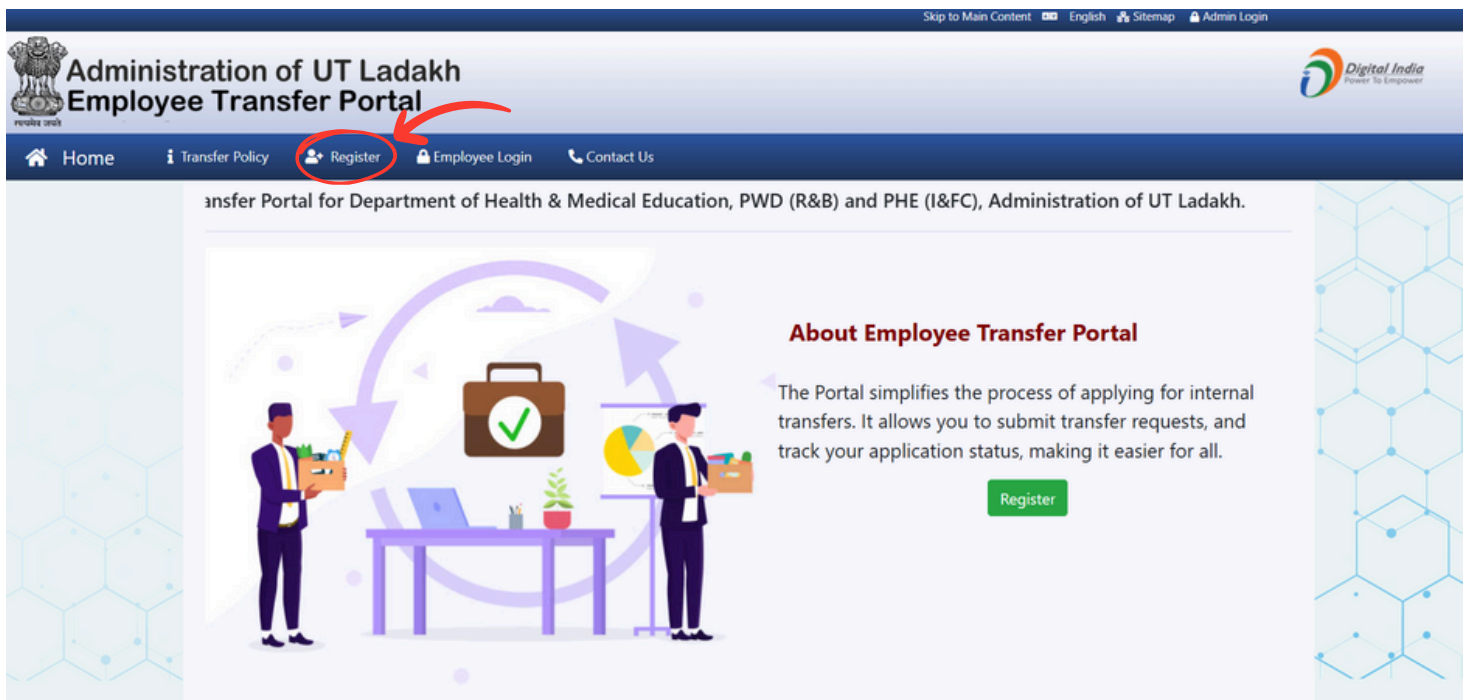 Skip to Main Content English Sitemap Admin Login
Administration of UT Ladakh
Employee Transfer Portal
सत्यमेव जयते
Digital India
Power To Empower
Home Transfer Policy Register Employee Login Contact Us
ansfer Portal for Department of Health & Medical Education, PWD (R&B) and PHE (I&FC), Administration of UT Ladakh.
About Employee Transfer Portal
The Portal simplifies the process of applying for internal
transfers. It allows you to submit transfer requests, and
track your application status, making it easier for all.
Register